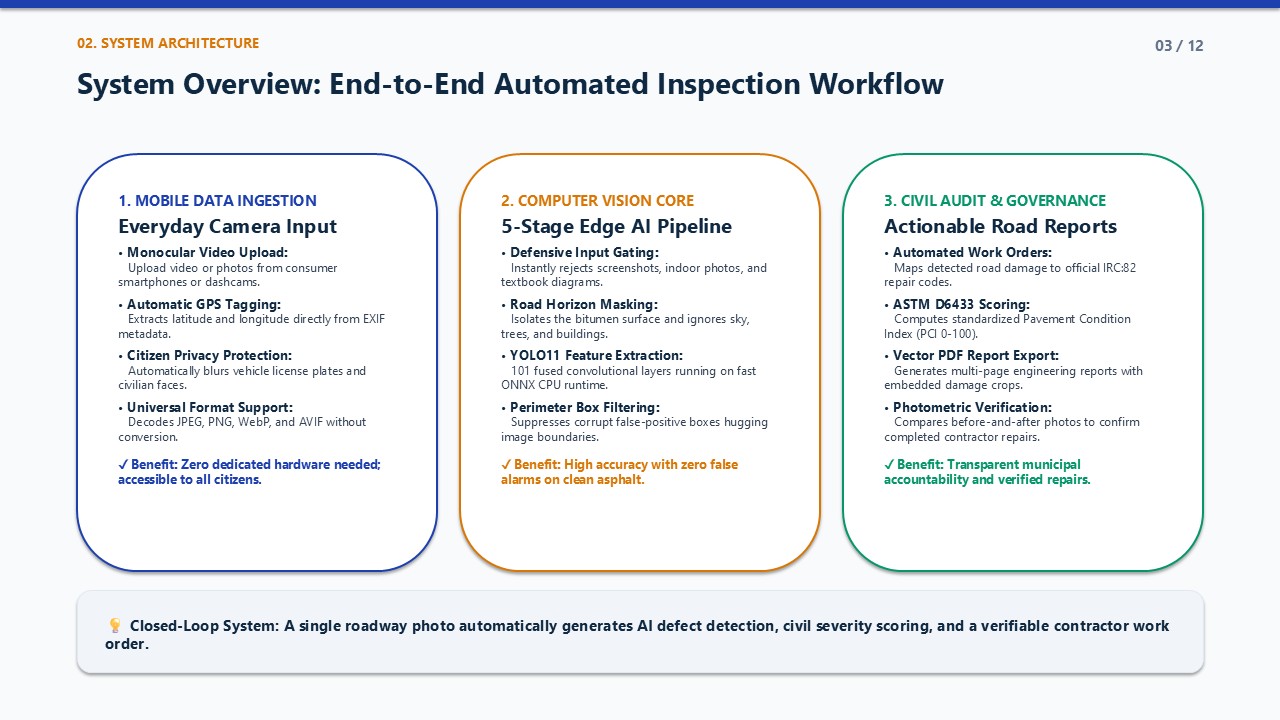 02. SYSTEM ARCHITECTURE
03 / 12
System Overview: End-to-End Automated Inspection Workflow
1. MOBILE DATA INGESTION
Everyday Camera Input
• Monocular Video Upload:
Upload video or photos from consumer
smartphones or dashcams.
• Automatic GPS Tagging:
Extracts latitude and longitude directly from EXIF
metadata.
• Citizen Privacy Protection:
Automatically blurs vehicle license plates and
civilian faces.
• Universal Format Support:
Decodes JPEG, PNG, WebP, and AVIF without
conversion.
✓ Benefit: Zero dedicated hardware needed;
accessible to all citizens.
2. COMPUTER VISION CORE
5-Stage Edge AI Pipeline
• Defensive Input Gating:
Instantly rejects screenshots, indoor photos, and
textbook diagrams.
• Road Horizon Masking:
Isolates the bitumen surface and ignores sky,
trees, and buildings.
• YOLO11 Feature Extraction:
101 fused convolutional layers running on fast
ONNX CPU runtime.
• Perimeter Box Filtering:
Suppresses corrupt false-positive boxes hugging
image boundaries.
✓ Benefit: High accuracy with zero false
alarms on clean asphalt.
3. CIVIL AUDIT & GOVERNANCE
Actionable Road Reports
• Automated Work Orders:
Maps detected road damage to official IRC:82
repair codes.
• ASTM D6433 Scoring:
Computes standardized Pavement Condition
Index (PCI 0-100).
• Vector PDF Report Export:
Generates multi-page engineering reports with
embedded damage crops.
• Photometric Verification:
Compares before-and-after photos to confirm
completed contractor repairs.
✓ Benefit: Transparent municipal
accountability and verified repairs.
💡 Closed-Loop System: A single roadway photo automatically generates AI defect detection, civil severity scoring, and a verifiable contractor work
order.